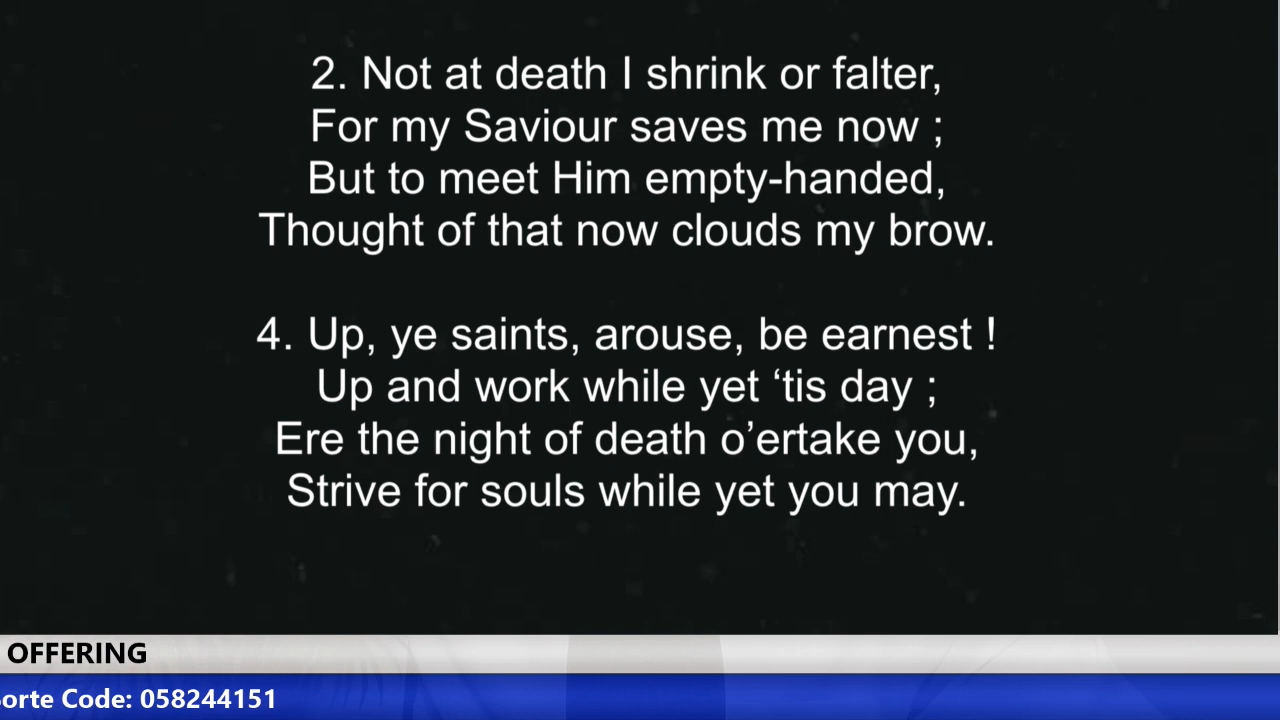 2. Not at death I shrink or falter,
For my Saviour saves me now ;
But to meet Him empty-handed,
Thought of that now clouds my brow.
4. Up, ye saints, arouse, be earnest !
Up and work while yet ‘tis day ;
Ere the night of death o’ertake you,
Strive for souls while yet you may.
OFFERING
orte Code: 058244151